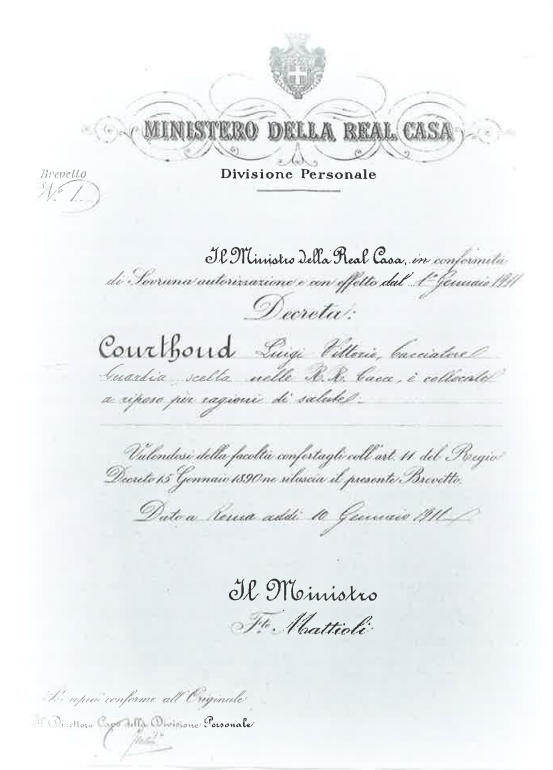 MINISTERO DELLA REAL CASA
Divisione Personale
Brevetto
N.° 1.
Il Ministro della Real Casa, in conformità
di Sovrana autorizzazione e con effetto dal 1° Gennaio 1911
Decreta:
Courthoud Luigi Vittorio, Cacciatore
Guardia scelta nelle R.R. Cacce, è collocato
a riposo per ragioni di salute.
Valendosi della facoltà confertagli coll'art. 11 del Regio
Decreto 15 Gennaio 1890 ne rilascia il presente Brevetto.
Dato a Roma addì 10 Gennaio 1911
Il Ministro
F.to Mattioli
Per copia conforme all'Originale
Il Direttore Capo della Divisione Personale